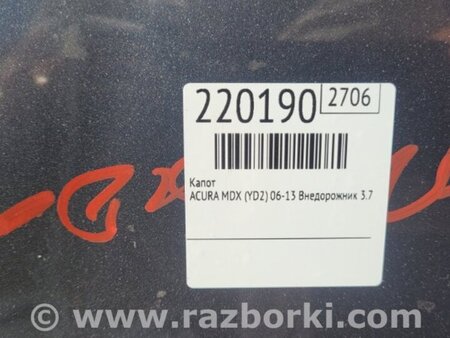 220190
2706
Капот
ACURA MDX (YD2) 06-13 Внедорожник 3.7
© www.razborki.com